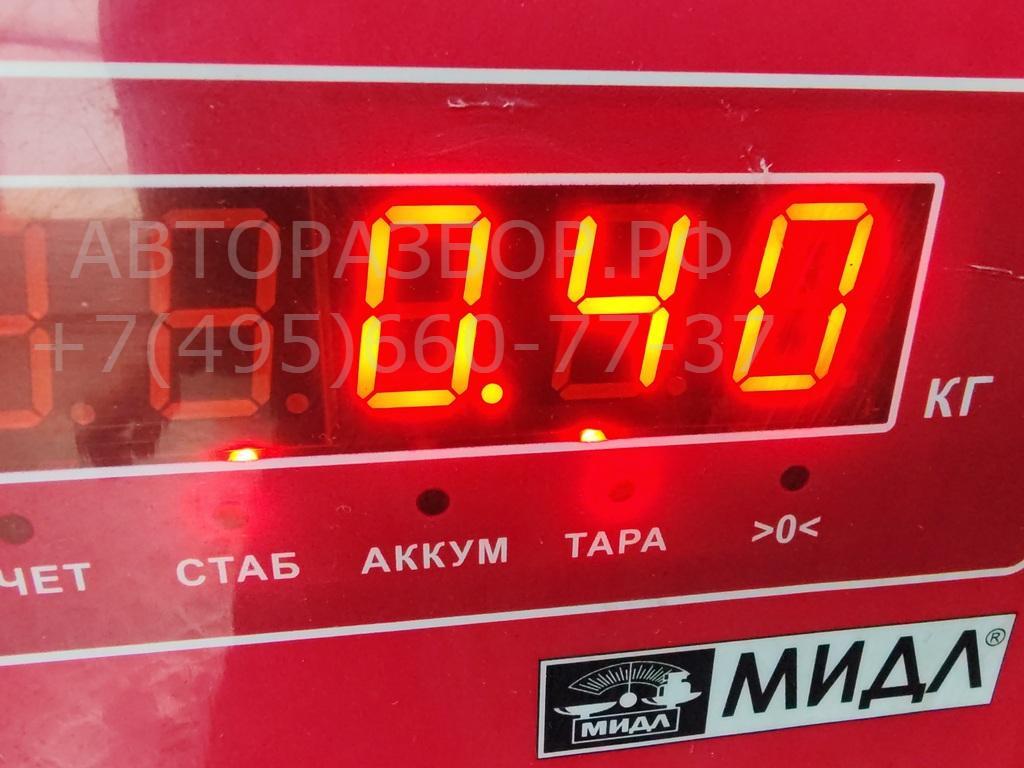 АВТОРАЗБОР.РФ
+7(495)660-77-37
0.40
КГ
ЧЕТ СТАБ АККУМ ТАРА >0<
МИДЛ МИДЛ®